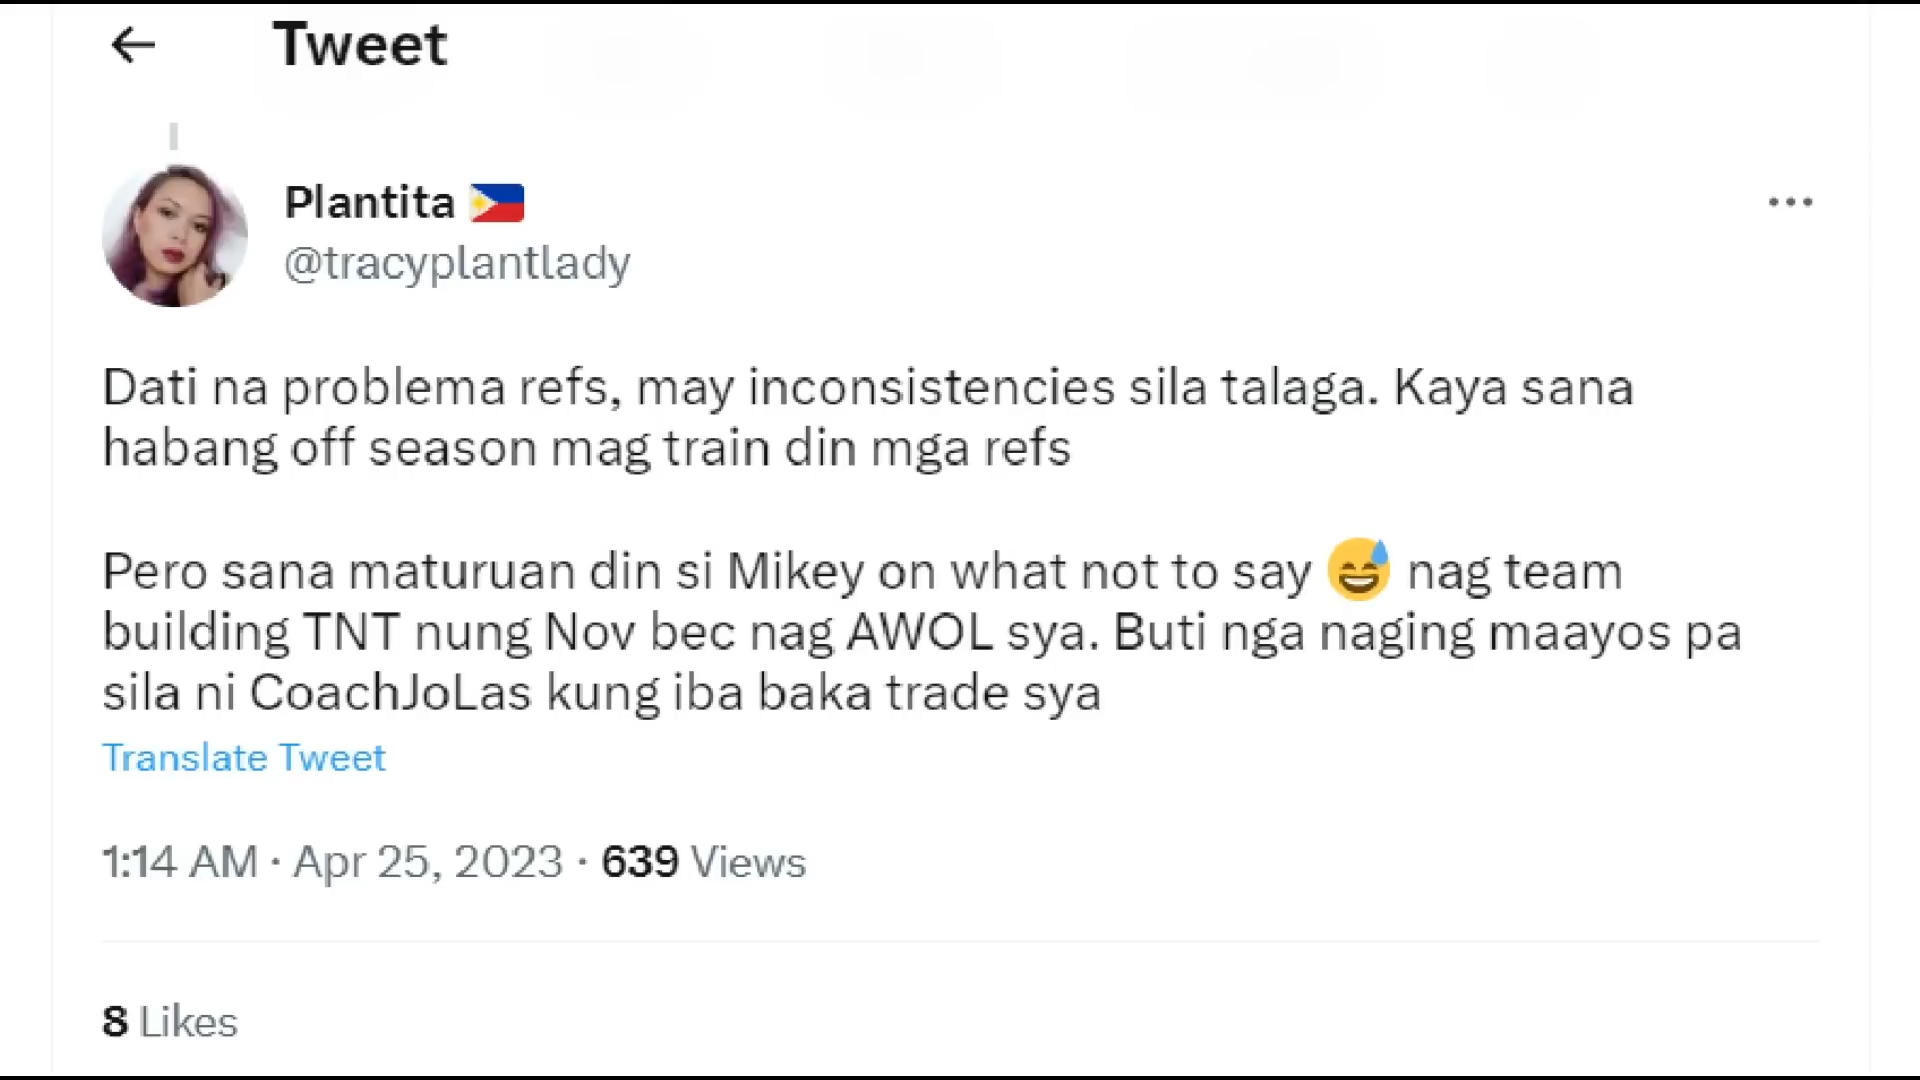 Tweet
Plantita 🇵🇭
@tracyplantlady
Dati na problema refs, may inconsistencies sila talaga. Kaya sana
habang off season mag train din mga refs
Pero sana maturuan din si Mikey on what not to say 😅 nag team
building TNT nung Nov bec nag AWOL sya. Buti nga naging maayos pa
sila ni CoachJoLas kung iba baka trade sya
Translate Tweet
1:14 AM · Apr 25, 2023 · 639 Views
8 Likes